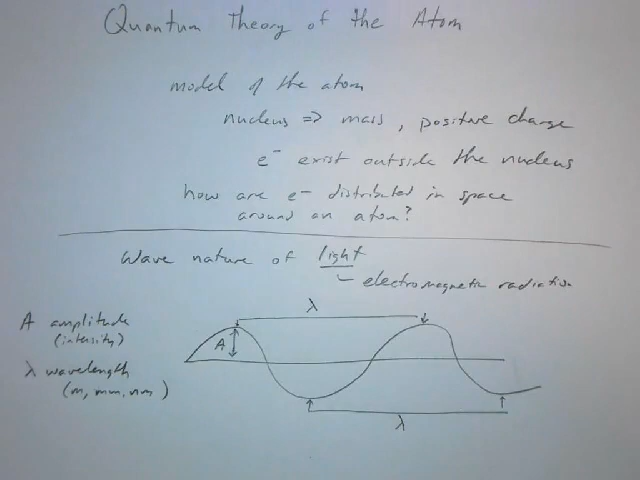 Quantum Theory of the Atom
model of the atom
nucleus => mass, positive charge
e⁻ exist outside the nucleus
how are e- distributed in space
around an atom?
Wave nature of light
electromagnetic radiation
λ
A amplitude
(intensity)
A
λ wavelength
(m, mm, nm)
λ